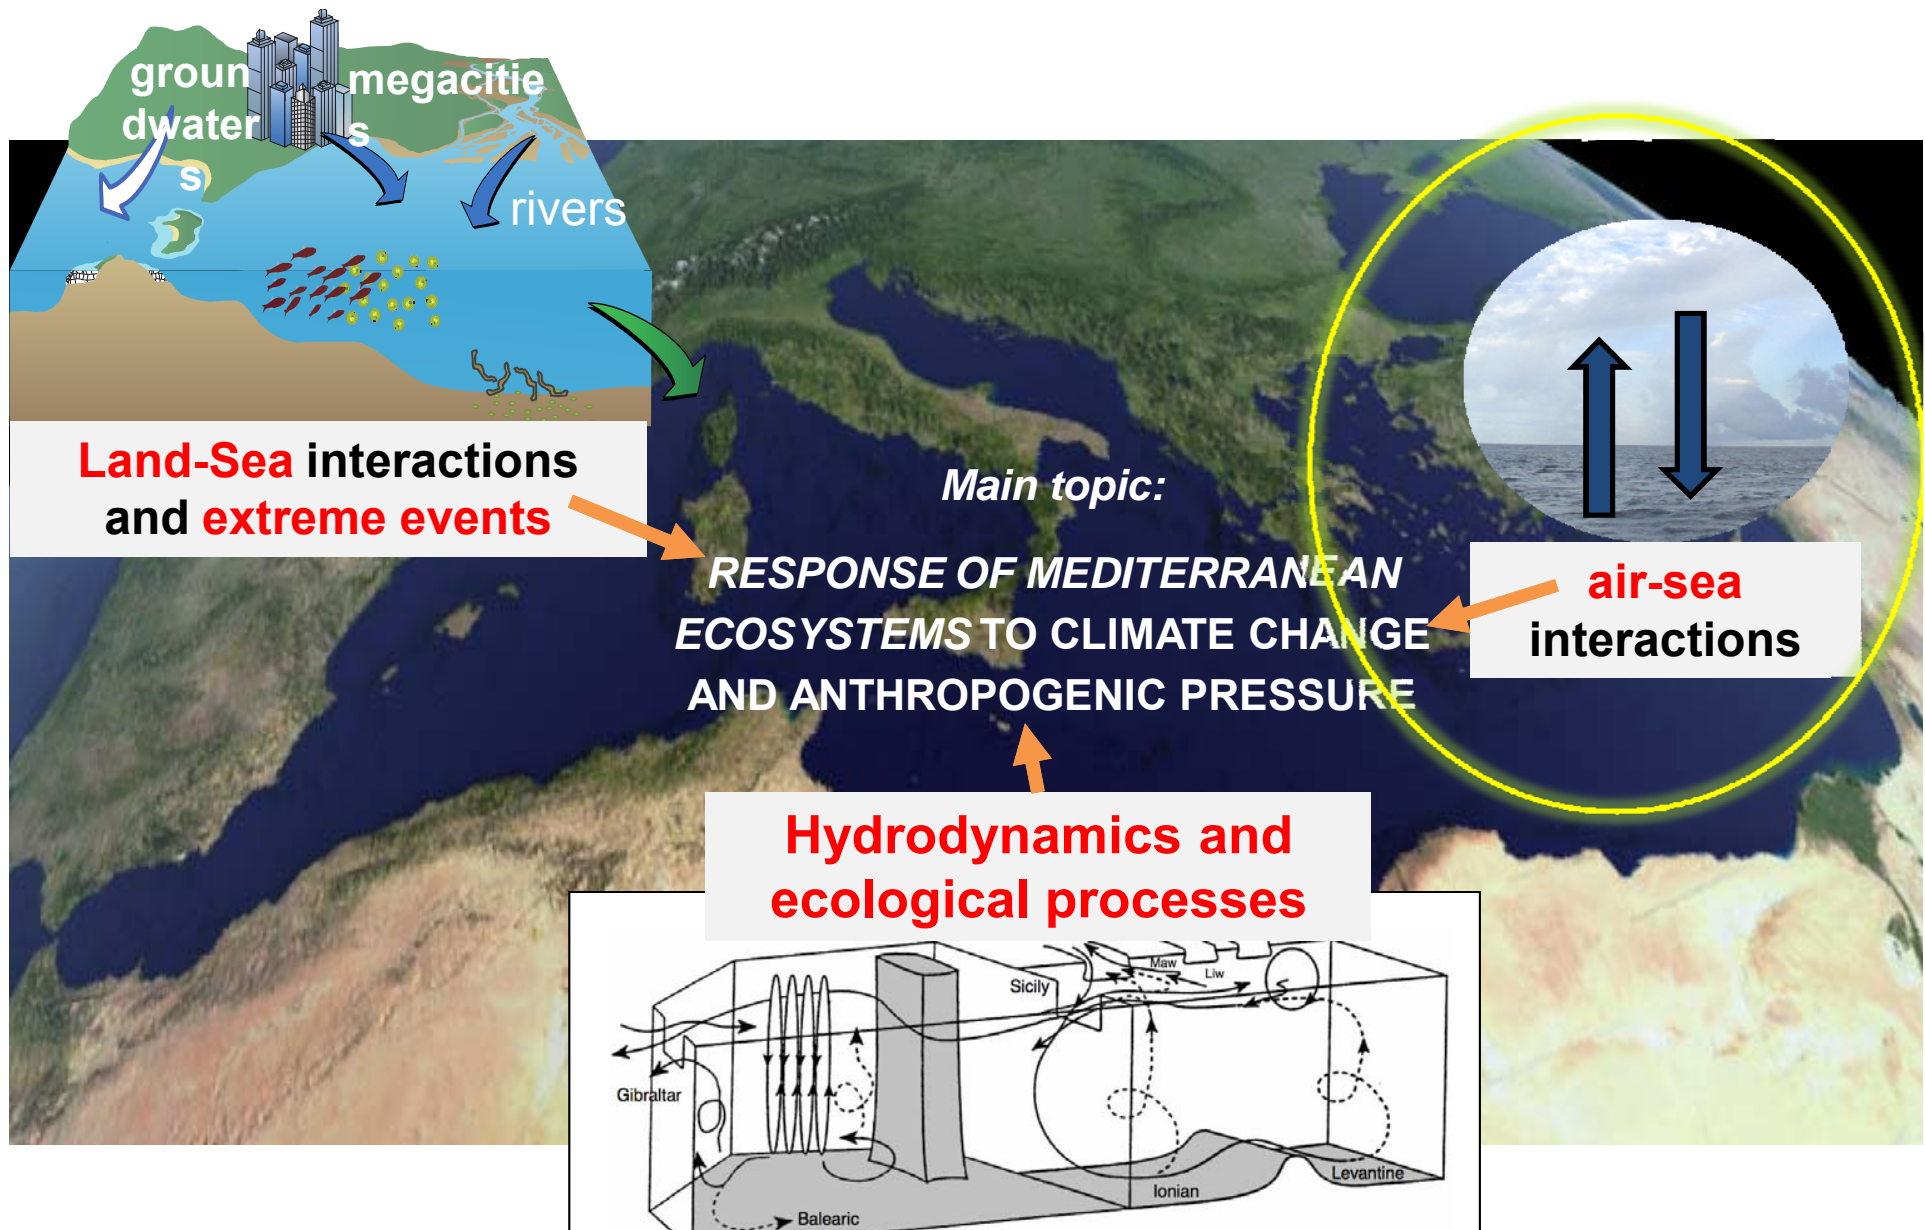 groun
dwater
s
megacitie
s
rivers
Land-Sea interactions
and extreme events
Main topic:
RESPONSE OF MEDITERRANEAN
ECOSYSTEMS TO CLIMATE CHANGE
AND ANTHROPOGENIC PRESSURE
air-sea
interactions
Hydrodynamics and
ecological processes
Maw
Liw
Sicily
Gibraltar
Levantine
Ionian
Balearic